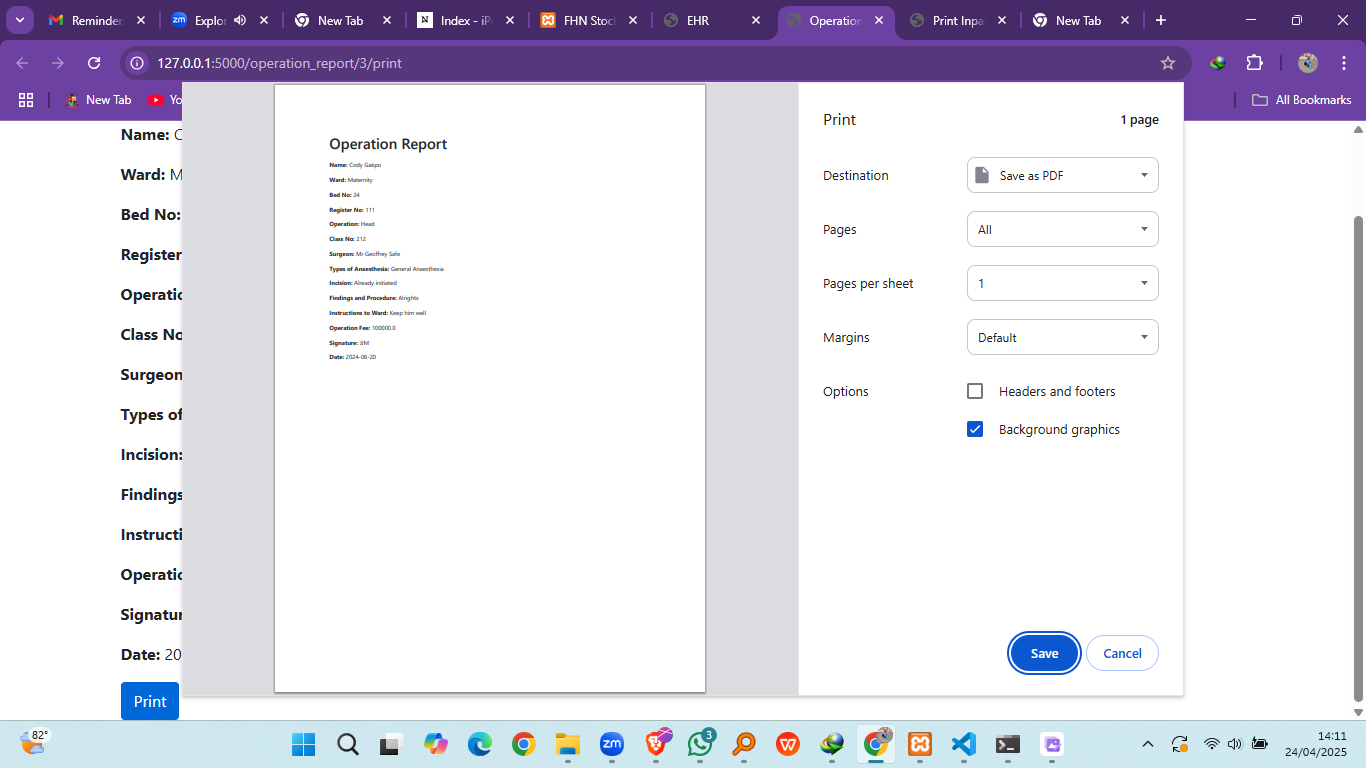 Reminder
Explor
New Tab
Index - iP
FHN Stoc
EHR
Operation
Print Inpa
New Tab
127.0.0.1:5000/operation_report/3/print
New Tab
Yo
All Bookmarks
Name: C
Ward: M
Bed No:
Register
Operatio
Class No
Surgeon
Types of
Incision:
Findings
Instructi
Operatio
Signatur
Date: 20
Print
Operation Report
Name: Cody Gakpo
Ward: Maternity
Bed No: 24
Register No: 111
Operation: Head
Class No: 212
Surgeon: Mr Geoffrey Safe
Types of Anaesthesia: General Anaesthesia
Incision: Already initiated
Findings and Procedure: Alrights
Instructions to Ward: Keep him well
Operation Fee: 100000.0
Signature: JIM
Date: 2024-06-20
Print
1 page
Destination
Save as PDF
Pages
All
Pages per sheet
1
Margins
Default
Options
Headers and footers
Background graphics
Save
Cancel
82°
zm
3
14:11
24/04/2025